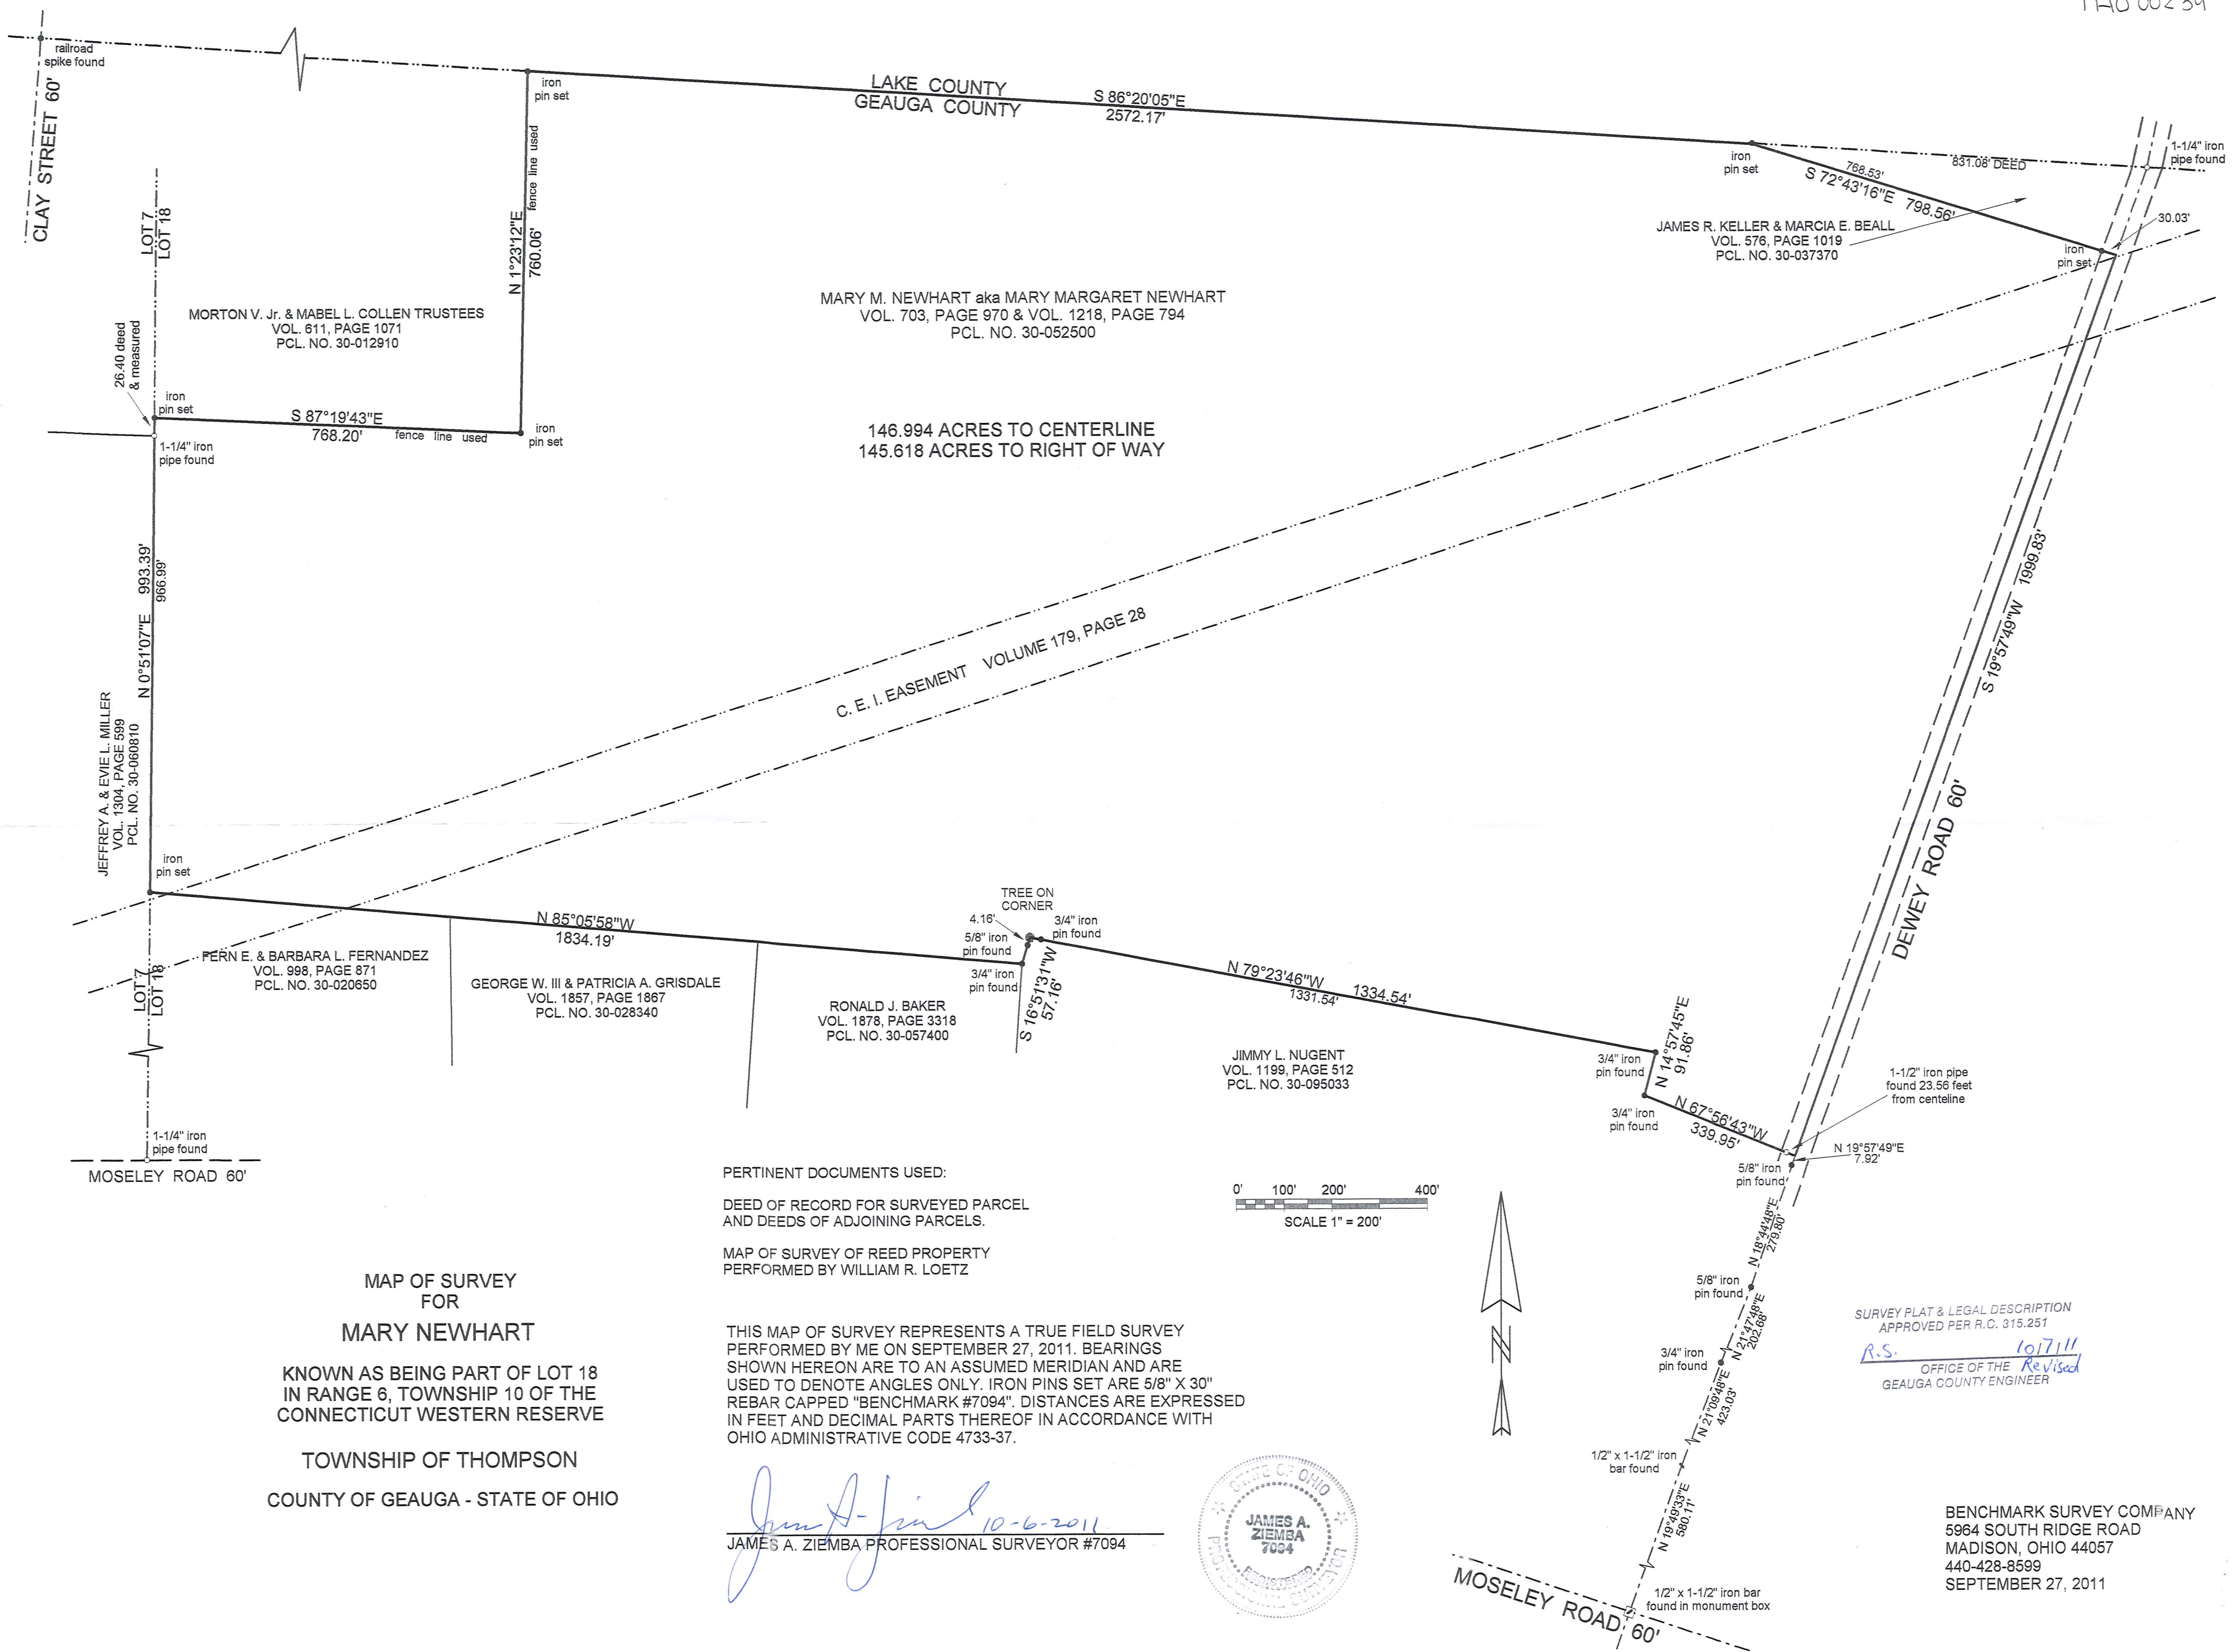 THO 00239
railroad
spike found
CLAY STREET 60'
iron
pin set
LAKE COUNTY
GEAUGA COUNTY
S 86°20'05"E
2572.17'
iron
pin set
831.08' DEED
1-1/4" iron
pipe found
768.53'
S 72°43'16"E 798.56'
30.03'
iron
pin set
JAMES R. KELLER & MARCIA E. BEALL
VOL. 576, PAGE 1019
PCL. NO. 30-037370
LOT 7
LOT 18
N 1°23'12"E fence line used
760.06'
MORTON V. Jr. & MABEL L. COLLEN TRUSTEES
VOL. 611, PAGE 1071
PCL. NO. 30-012910
MARY M. NEWHART aka MARY MARGARET NEWHART
VOL. 703, PAGE 970 & VOL. 1218, PAGE 794
PCL. NO. 30-052500
26.40 deed
& measured
iron
pin set
S 87°19'43"E
768.20' fence line used
iron
pin set
1-1/4" iron
pipe found
146.994 ACRES TO CENTERLINE
145.618 ACRES TO RIGHT OF WAY
N 0°51'07"E 993.39'
966.99'
S 19°57'49"W 1999.83'
C. E. I. EASEMENT VOLUME 179, PAGE 28
JEFFREY A. & EVIE L. MILLER
VOL. 1304, PAGE 599
PCL. NO. 30-060810
iron
pin set
DEWEY ROAD 60'
N 85°05'58"W
1834.19'
TREE ON
CORNER
4.16'
3/4" iron
pin found
5/8" iron
pin found
3/4" iron
pin found
S 16°51'31"W
57.16'
N 79°23'46"W 1334.54'
1331.54'
FERN E. & BARBARA L. FERNANDEZ
VOL. 998, PAGE 871
PCL. NO. 30-020650
GEORGE W. III & PATRICIA A. GRISDALE
VOL. 1857, PAGE 1867
PCL. NO. 30-028340
RONALD J. BAKER
VOL. 1878, PAGE 3318
PCL. NO. 30-057400
JIMMY L. NUGENT
VOL. 1199, PAGE 512
PCL. NO. 30-095033
LOT 7
LOT 18
3/4" iron
pin found
N 14°57'45"E
91.86'
3/4" iron
pin found
N 67°56'43"W
339.95'
1-1/2" iron pipe
found 23.56 feet
from centeline
N 19°57'49"E
7.92'
5/8" iron
pin found
1-1/4" iron
pipe found
MOSELEY ROAD 60'
PERTINENT DOCUMENTS USED:
DEED OF RECORD FOR SURVEYED PARCEL
AND DEEDS OF ADJOINING PARCELS.
MAP OF SURVEY OF REED PROPERTY
PERFORMED BY WILLIAM R. LOETZ
0' 100' 200' 400'
SCALE 1" = 200'
N
N 18°44'48"E
279.80'
5/8" iron
pin found
N 21°47'48"E
202.68'
3/4" iron
pin found
N 21°09'48"E
423.03'
1/2" x 1-1/2" iron
bar found
N 19°49'33"E
580.11'
1/2" x 1-1/2" iron bar
found in monument box
MOSELEY ROAD 60'
MAP OF SURVEY
FOR
MARY NEWHART
KNOWN AS BEING PART OF LOT 18
IN RANGE 6, TOWNSHIP 10 OF THE
CONNECTICUT WESTERN RESERVE
TOWNSHIP OF THOMPSON
COUNTY OF GEAUGA - STATE OF OHIO
THIS MAP OF SURVEY REPRESENTS A TRUE FIELD SURVEY
PERFORMED BY ME ON SEPTEMBER 27, 2011. BEARINGS
SHOWN HEREON ARE TO AN ASSUMED MERIDIAN AND ARE
USED TO DENOTE ANGLES ONLY. IRON PINS SET ARE 5/8" X 30"
REBAR CAPPED "BENCHMARK #7094". DISTANCES ARE EXPRESSED
IN FEET AND DECIMAL PARTS THEREOF IN ACCORDANCE WITH
OHIO ADMINISTRATIVE CODE 4733-37.
10-6-2011
JAMES A. ZIEMBA PROFESSIONAL SURVEYOR #7094
STATE OF OHIO
JAMES A.
ZIEMBA
7094
REGISTERED
PROFESSIONAL SURVEYOR
SURVEY PLAT & LEGAL DESCRIPTION
APPROVED PER R.C. 315.251
R.S. 10/7/11
OFFICE OF THE Revised
GEAUGA COUNTY ENGINEER
BENCHMARK SURVEY COMPANY
5964 SOUTH RIDGE ROAD
MADISON, OHIO 44057
440-428-8599
SEPTEMBER 27, 2011